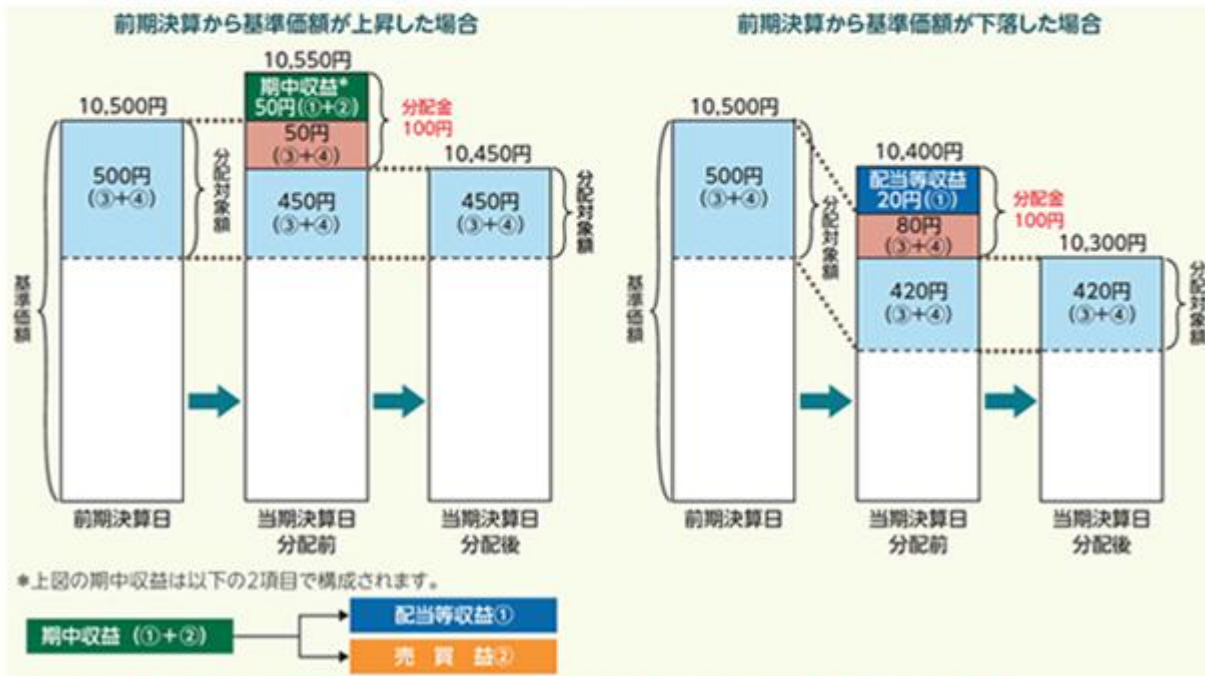 前期決算から基準価額が上昇した場合
10,500円
500円
(③+④)
分配対象額
基準価額
前期決算日
10,550円
期中収益*
50円(①+②)
50円
(③+④)
450円
(③+④)
分配金
100円
当期決算日
分配前
10,450円
450円
(③+④)
分配対象額
当期決算日
分配後
前期決算から基準価額が下落した場合
10,500円
500円
(③+④)
分配対象額
基準価額
前期決算日
10,400円
配当等収益
20円(①)
80円
(③+④)
420円
(③+④)
分配金
100円
当期決算日
分配前
10,300円
420円
(③+④)
分配対象額
当期決算日
分配後
*上図の期中収益は以下の2項目で構成されます。
期中収益 (①+②)
配当等収益①
売 買 益②